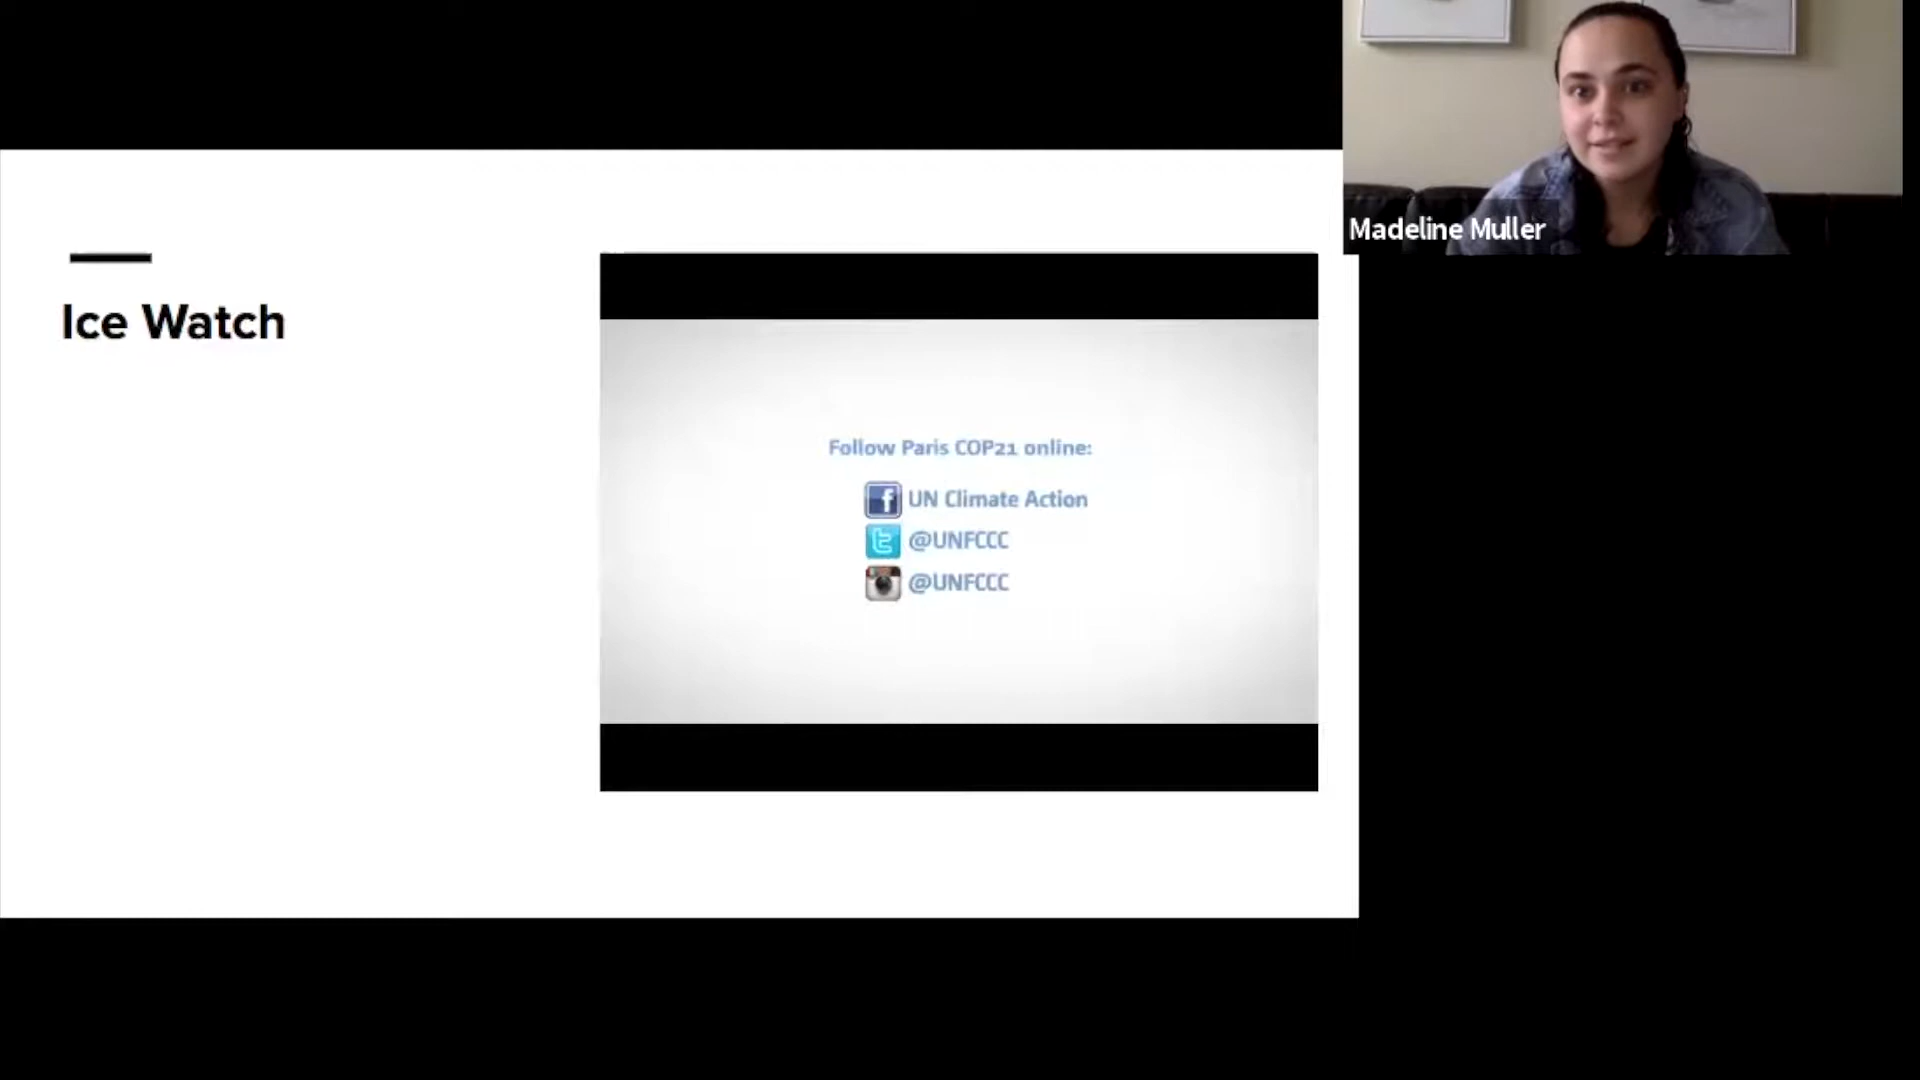 Madeline Muller
Ice Watch
Follow Paris COP21 online:
UN Climate Action
@UNFCCC
@UNFCCC